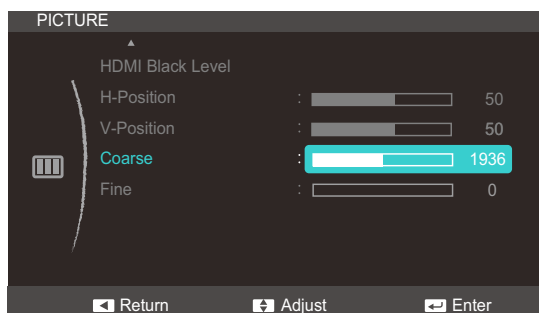 PICTURE
HDMI Black Level
H-Position : 50
V-Position : 50
Coarse : 1936
Fine : 0
Return Adjust Enter